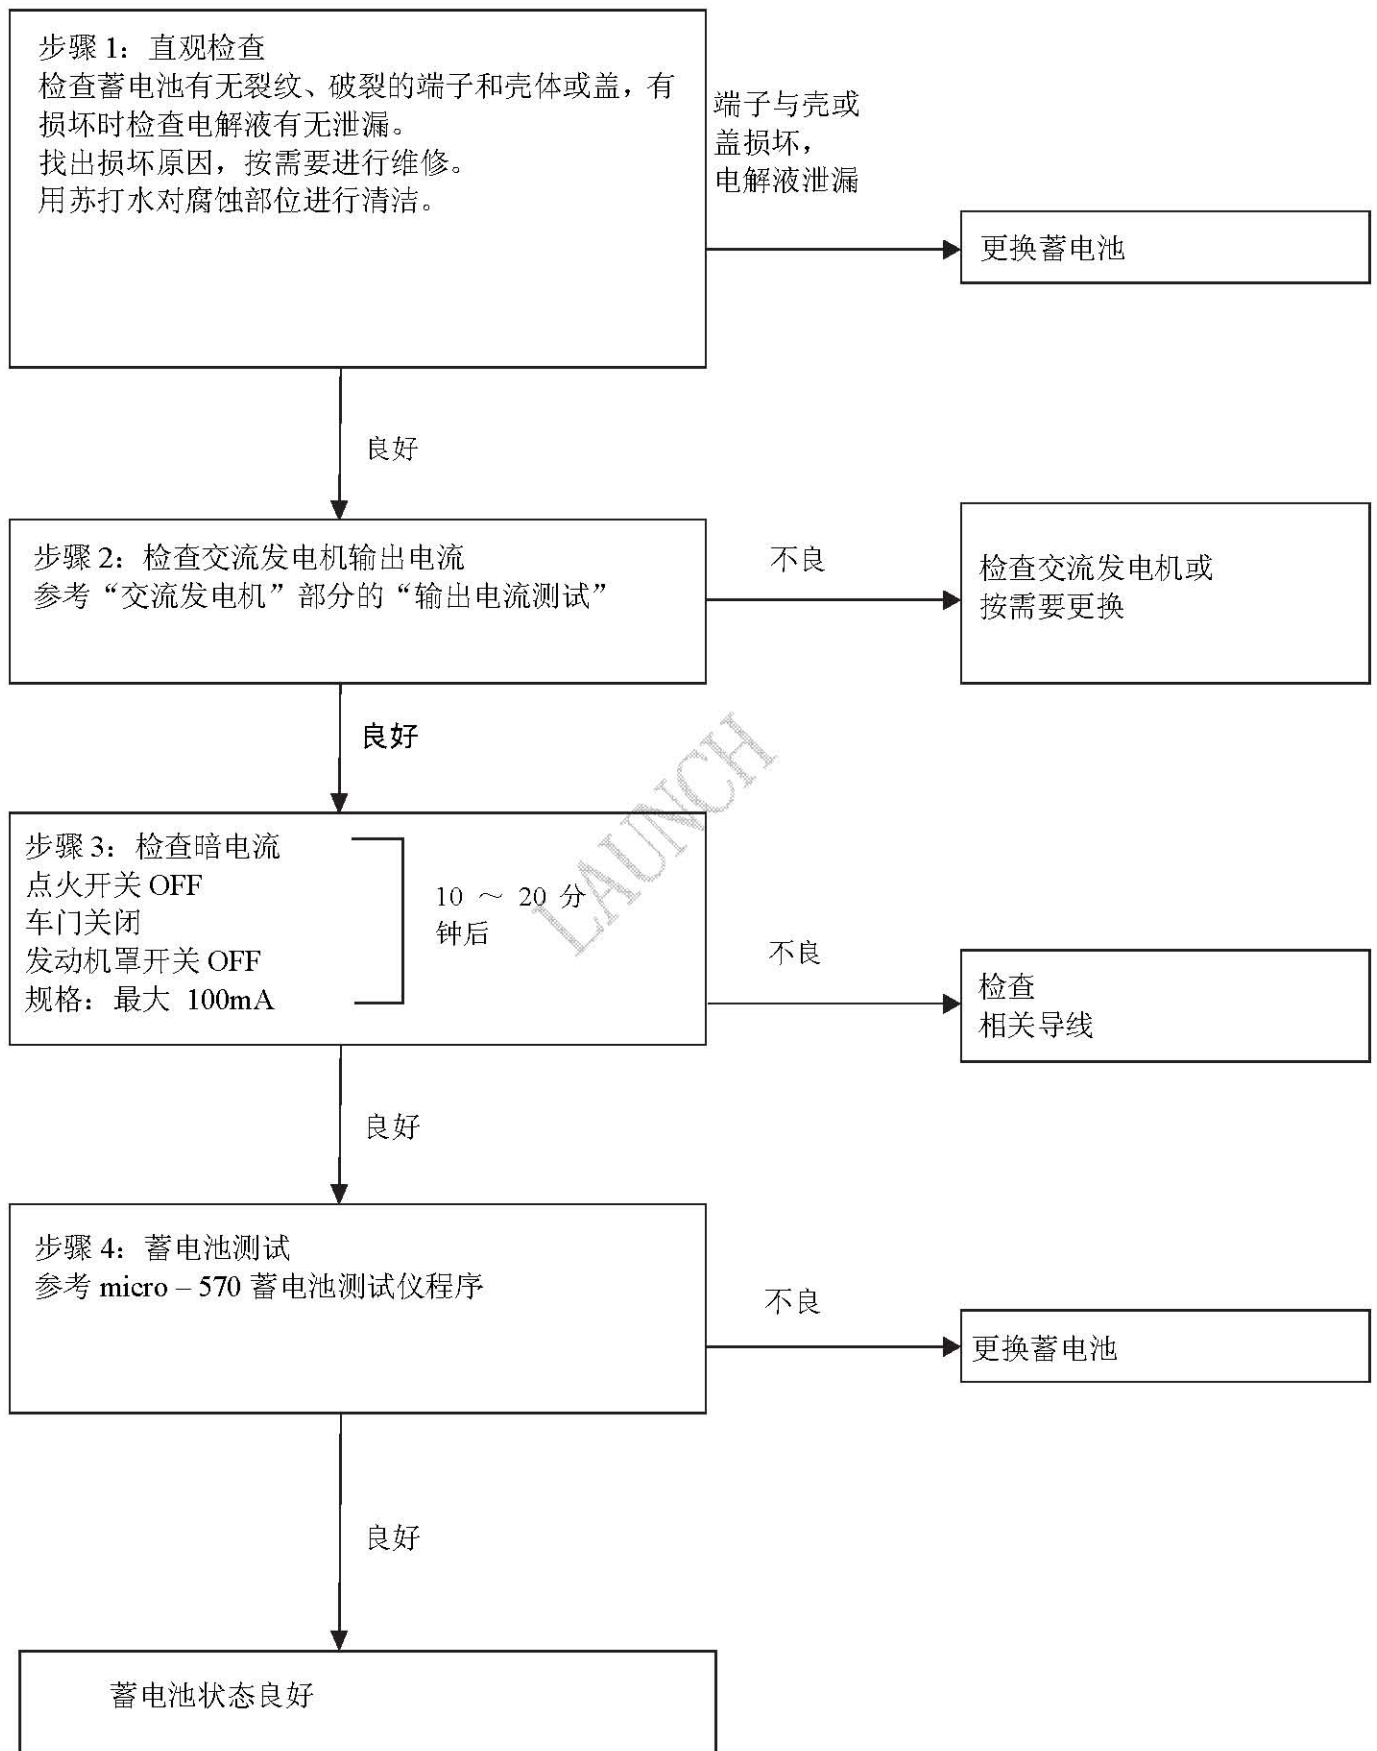 步骤 1：直观检查
检查蓄电池有无裂纹、破裂的端子和壳体或盖，有
损坏时检查电解液有无泄漏。
找出损坏原因，按需要进行维修。
用苏打水对腐蚀部位进行清洁。
端子与壳或
盖损坏，
电解液泄漏
更换蓄电池
良好
步骤 2：检查交流发电机输出电流
参考“交流发电机”部分的“输出电流测试”
不良
检查交流发电机或
按需要更换
良好
步骤 3：检查暗电流
点火开关 OFF
车门关闭
发动机罩开关 OFF
规格：最大 100mA
10 ～ 20 分
钟后
LAUNCH
不良
检查
相关导线
良好
步骤 4：蓄电池测试
参考 micro – 570 蓄电池测试仪程序
不良
更换蓄电池
良好
蓄电池状态良好